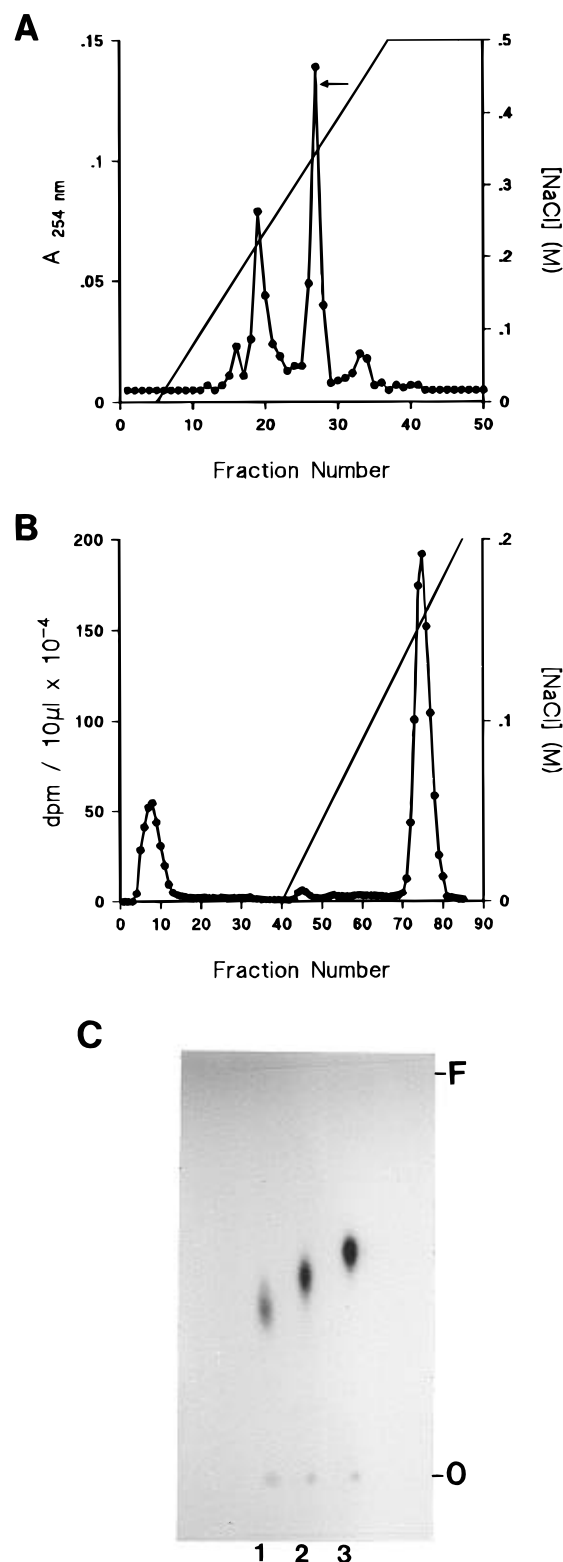 A
.15
.1
.05
0
A 254 nm
.5
.4
.3
.2
.1
0
[NaCl] (M)
0 10 20 30 40 50
Fraction Number
B
200
150
100
50
0
dpm / 10µl x 10⁻⁴
.2
.1
0
[NaCl] (M)
0 10 20 30 40 50 60 70 80 90
Fraction Number
C
-F
-O
1 2 3